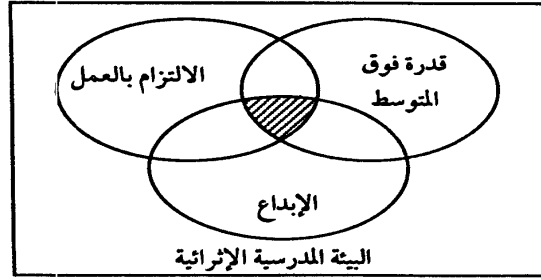 قدرة فوق
المتوسط
الالتزام بالعمل
الإبداع
البيئة المدرسية الإثرائية